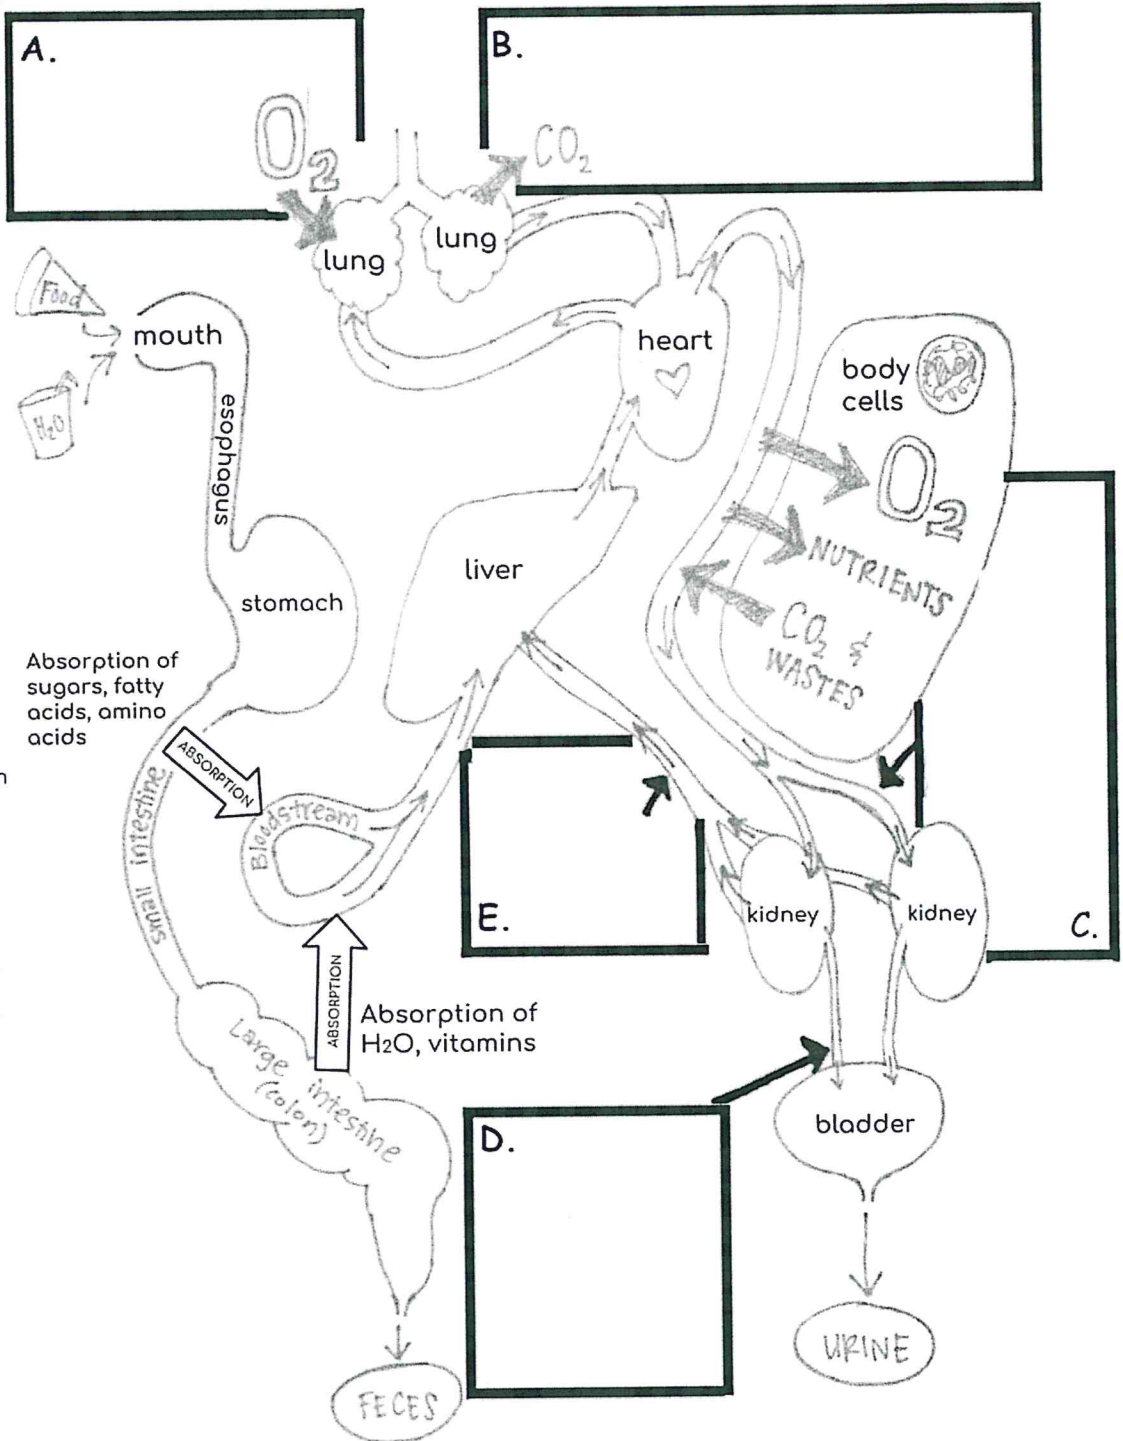 A.
B.
O2
CO2
lung
lung
Food
mouth
H2O
esophagus
heart
body
cells
O2
NUTRIENTS
CO2 &
WASTES
liver
stomach
Absorption of
sugars, fatty
acids, amino
acids
ABSORPTION
small intestine
Bloodstream
E.
kidney
kidney
C.
ABSORPTION
Absorption of
H2O, vitamins
Large intestine
(colon)
D.
bladder
URINE
FECES